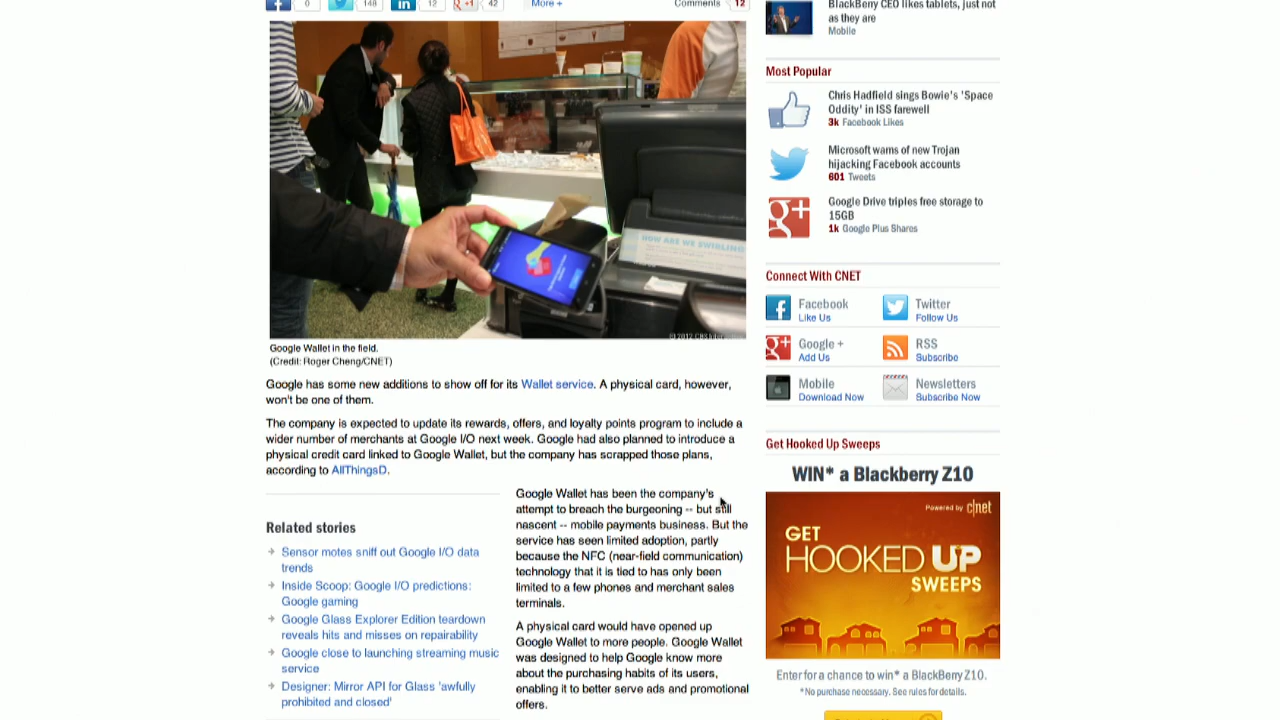 0
148
12
+1
42
More +
Comments
12
HOW ARE WE SWIRLING
Google Wallet in the field.
(Credit: Roger Cheng/CNET)
Google has some new additions to show off for its Wallet service. A physical card, however,
won't be one of them.
The company is expected to update its rewards, offers, and loyalty points program to include a
wider number of merchants at Google I/O next week. Google had also planned to introduce a
physical credit card linked to Google Wallet, but the company has scrapped those plans,
according to AllThingsD.
Related stories
Sensor motes sniff out Google I/O data
trends
Inside Scoop: Google I/O predictions:
Google gaming
Google Glass Explorer Edition teardown
reveals hits and misses on repairability
Google close to launching streaming music
service
Designer: Mirror API for Glass 'awfully
prohibited and closed'
Google Wallet has been the company's
attempt to breach the burgeoning -- but still
nascent -- mobile payments business. But the
service has seen limited adoption, partly
because the NFC (near-field communication)
technology that it is tied to has only been
limited to a few phones and merchant sales
terminals.
A physical card would have opened up
Google Wallet to more people. Google Wallet
was designed to help Google know more
about the purchasing habits of its users,
enabling it to better serve ads and promotional
offers.
BlackBerry CEO likes tablets, just not
as they are
Mobile
Most Popular
Chris Hadfield sings Bowie's 'Space
Oddity' in ISS farewell
3k Facebook Likes
Microsoft warns of new Trojan
hijacking Facebook accounts
601 Tweets
Google Drive triples free storage to
15GB
1k Google Plus Shares
Connect With CNET
Facebook
Like Us
Twitter
Follow Us
Google +
Add Us
RSS
Subscribe
Mobile
Download Now
Newsletters
Subscribe Now
Get Hooked Up Sweeps
WIN* a Blackberry Z10
Powered by c|net
GET
HOOKED UP
SWEEPS
Enter for a chance to win* a BlackBerry Z10.
*No purchase necessary. See rules for details.